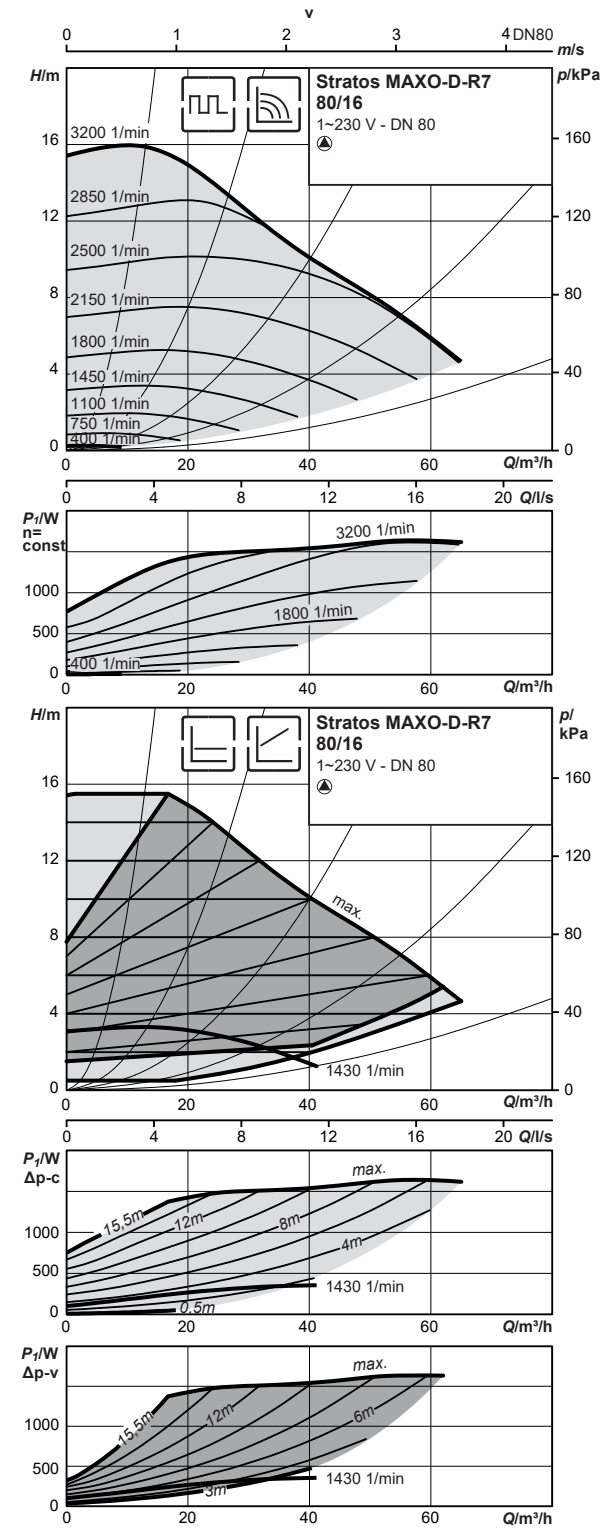 v
0 1 2 3 4 DN80
m/s
H/m p/kPa
Stratos MAXO-D-R7
80/16
1~230 V - DN 80
3200 1/min
16 160
2850 1/min
12 120
2500 1/min
8 80
2150 1/min
1800 1/min
4 40
1450 1/min
1100 1/min
750 1/min
400 1/min
0 0
0 20 40 60 Q/m³/h
0 4 8 12 16 20 Q/l/s
P1/W
n=
const
3200 1/min
1000
1800 1/min
500
400 1/min
0
0 20 40 60 Q/m³/h
H/m p/
kPa
Stratos MAXO-D-R7
80/16
1~230 V - DN 80
16 160
12 120
max.
8 80
4 40
1430 1/min
0 0
0 20 40 60 Q/m³/h
0 4 8 12 16 20 Q/l/s
P1/W
Δp-c
max.
15,5m 12m 8m 4m
1000
500
1430 1/min
0.5m
0
0 20 40 60 Q/m³/h
P1/W
Δp-v
max.
15,5m 12m 6m
1000
500
1430 1/min
3m
0
0 20 40 60 Q/m³/h